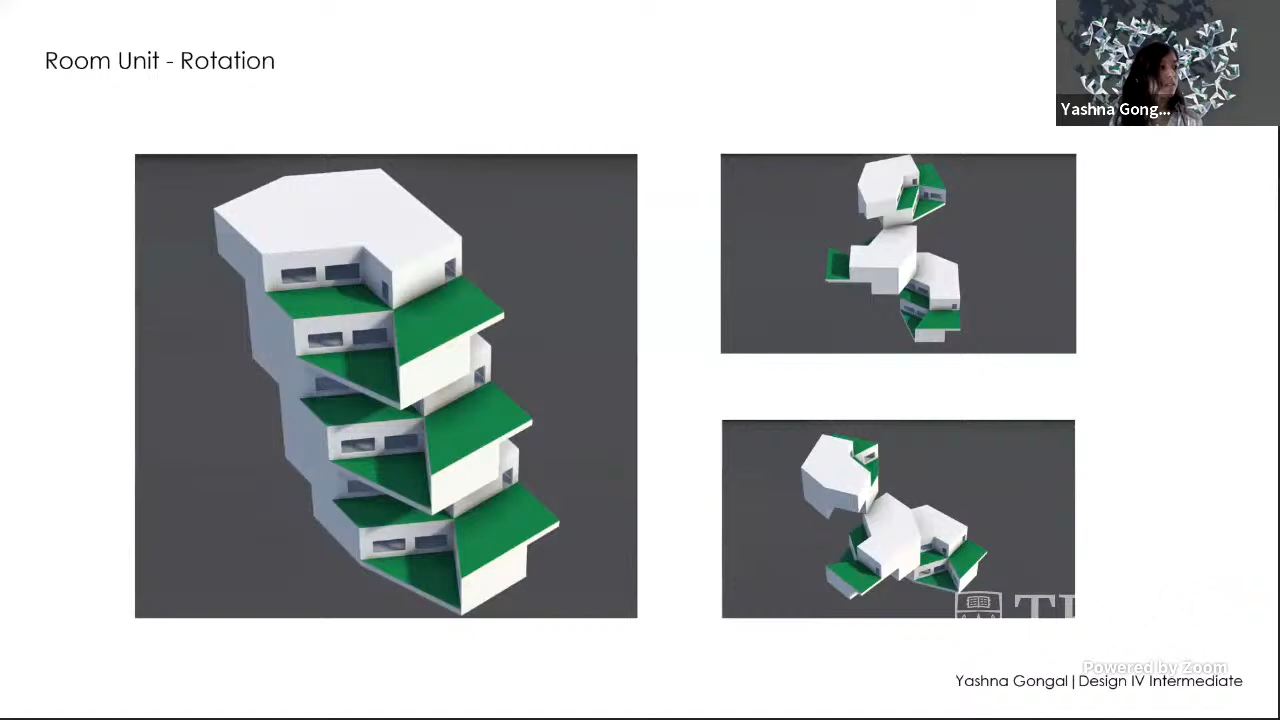 Room Unit - Rotation
Yashna Gong...
Powered by Zoom
Yashna Gongal | Design IV Intermediate